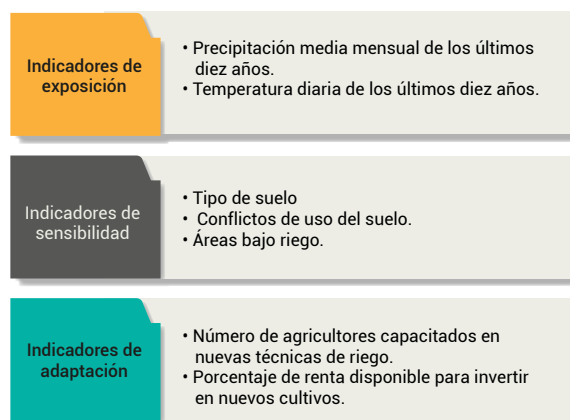 Indicadores de
exposición
• Precipitación media mensual de los últimos
diez años.
• Temperatura diaria de los últimos diez años.
Indicadores de
sensibilidad
• Tipo de suelo
• Conflictos de uso del suelo.
• Áreas bajo riego.
Indicadores de
adaptación
• Número de agricultores capacitados en
nuevas técnicas de riego.
• Porcentaje de renta disponible para invertir
en nuevos cultivos.